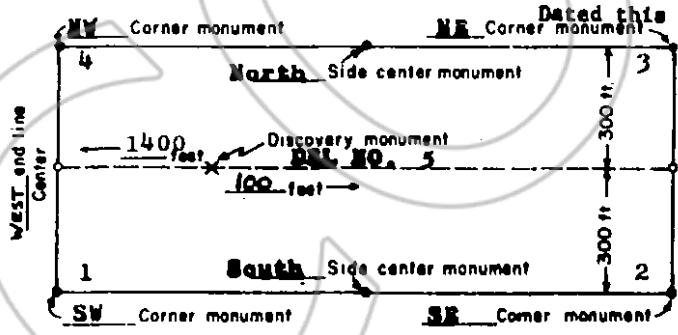 Dated this
NW Corner monument NE Corner monument
4 3
North Side center monument
300 ft
1400 feet Discovery monument
DEL NO. 5
WEST end line
Center
100 feet
300 ft
1 South Side center monument 2
SW Corner monument SE Corner monument